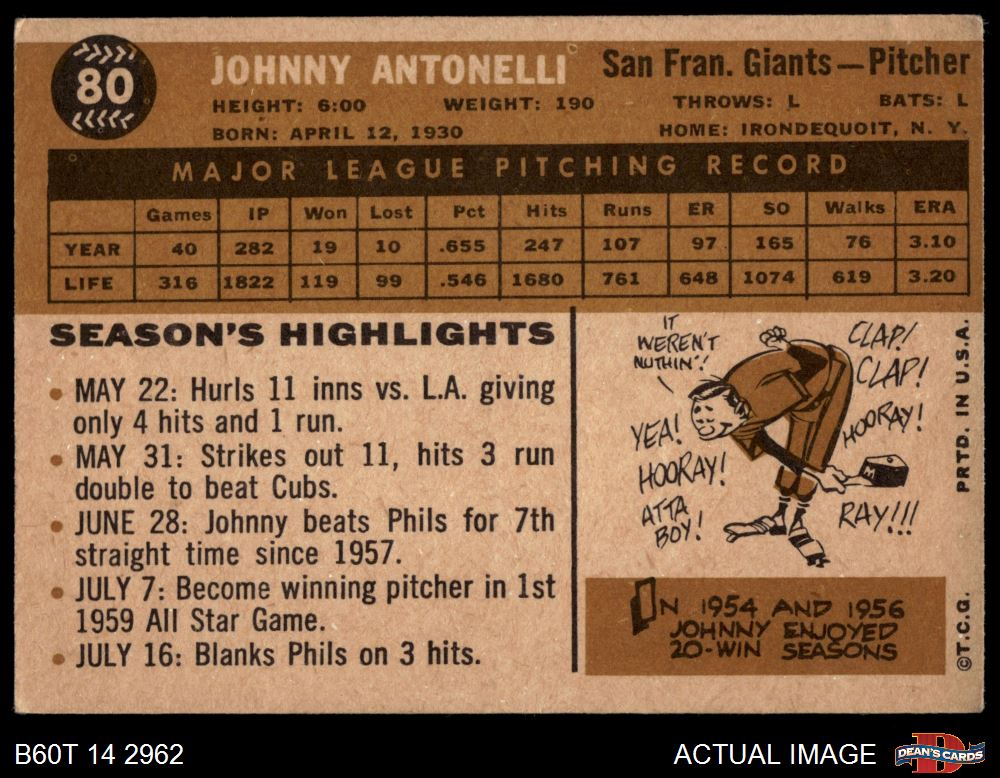 80
JOHNNY ANTONELLI
San Fran. Giants—Pitcher
HEIGHT: 6:00 WEIGHT: 190 THROWS: L BATS: L
BORN: APRIL 12, 1930 HOME: IRONDEQUOIT, N. Y.
MAJOR LEAGUE PITCHING RECORD
Games IP Won Lost Pct Hits Runs ER SO Walks ERA
YEAR 40 282 19 10 .655 247 107 97 165 76 3.10
LIFE 316 1822 119 99 .546 1680 761 648 1074 619 3.20
SEASON'S HIGHLIGHTS
• MAY 22: Hurls 11 inns vs. L.A. giving
only 4 hits and 1 run.
• MAY 31: Strikes out 11, hits 3 run
double to beat Cubs.
• JUNE 28: Johnny beats Phils for 7th
straight time since 1957.
• JULY 7: Become winning pitcher in 1st
1959 All Star Game.
• JULY 16: Blanks Phils on 3 hits.
IT
WEREN'T
NUTHIN'!
CLAP!
CLAP!
YEA!
HOORAY!
HOORAY!
ATTA
BOY!
RAY!!!
M
IN 1954 AND 1956
JOHNNY ENJOYED
20-WIN SEASONS
PRTD. IN U.S.A.
©T.C.G.
B60T 14 2962
ACTUAL IMAGE
DEAN'S CARDS